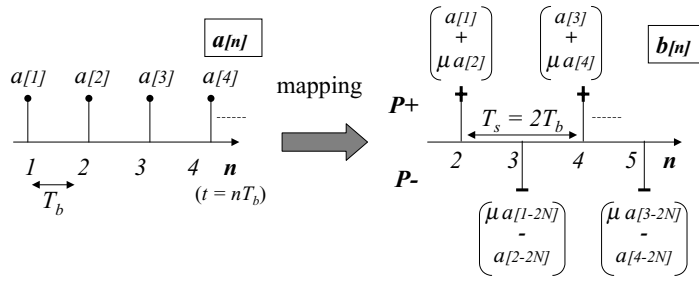 a[n]
a[1] a[2] a[3] a[4]
1 2 3 4 n
T_b
(t = nT_b)
mapping
b[n]
a[1]
+
μ a[2]
a[3]
+
μ a[4]
P+
T_s = 2T_b
2 3 4 5 n
P-
μ a[1-2N]
-
a[2-2N]
μ a[3-2N]
-
a[4-2N]